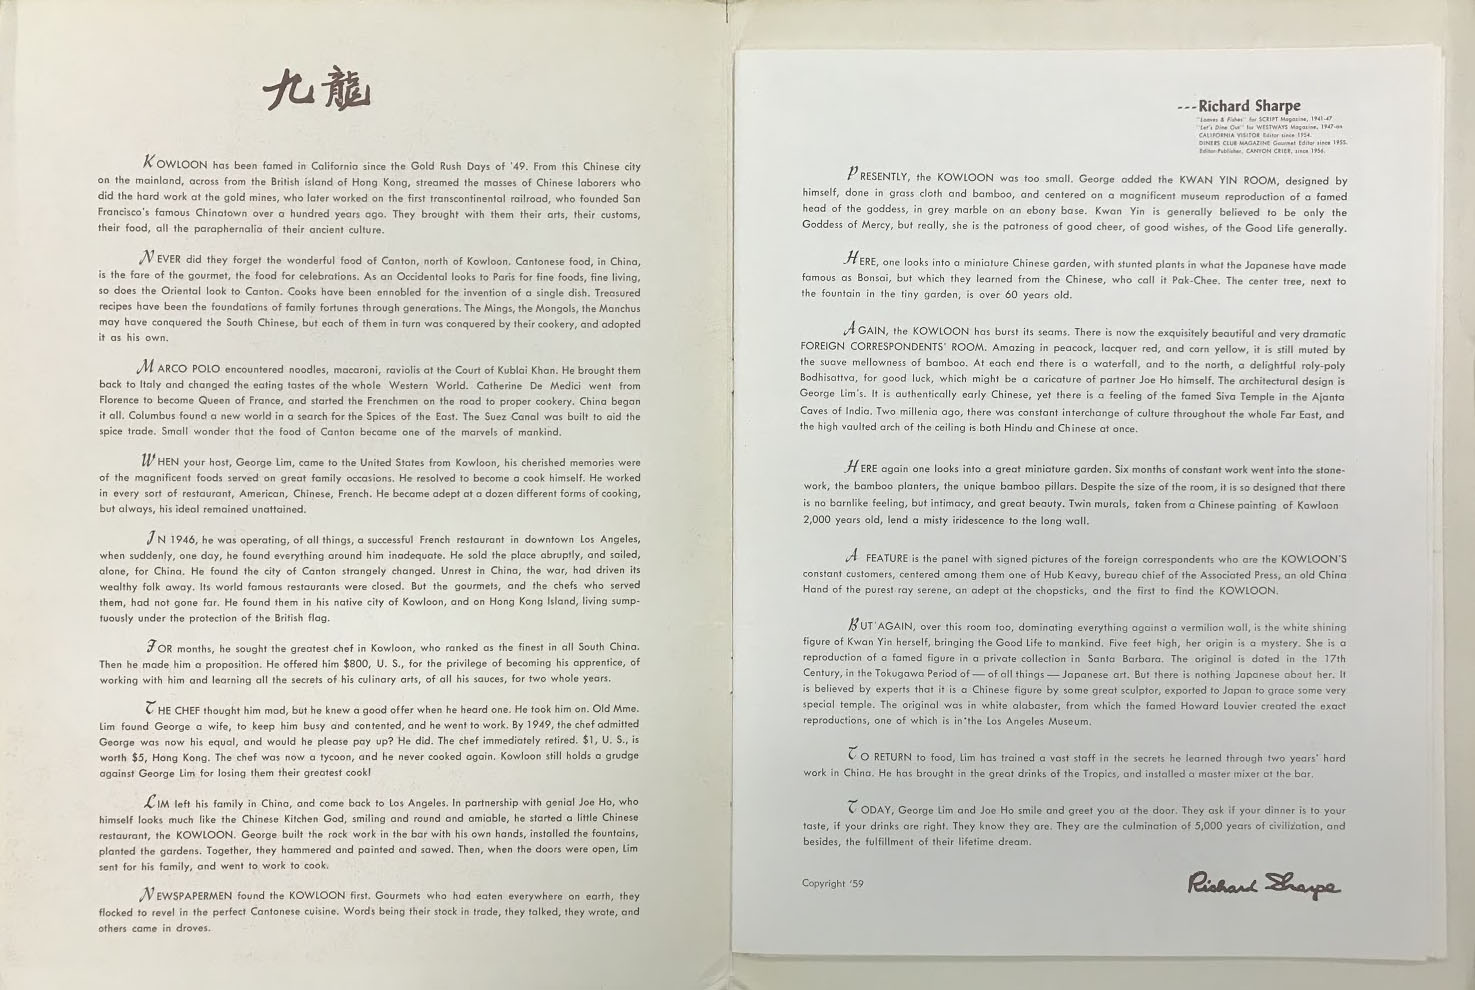 九龍
KOWLOON has been famed in California since the Gold Rush Days of '49. From this Chinese city
on the mainland, across from the British island of Hong Kong, streamed the masses of Chinese laborers who
did the hard work at the gold mines, who later worked on the first transcontinental railroad, who founded San
Francisco's famous Chinatown over a hundred years ago. They brought with them their arts, their customs,
their food, all the paraphernalia of their ancient culture.
NEVER did they forget the wonderful food of Canton, north of Kowloon. Cantonese food, in China,
is the fare of the gourmet, the food for celebrations. As an Occidental looks to Paris for fine foods, fine living,
so does the Oriental look to Canton. Cooks have been ennobled for the invention of a single dish. Treasured
recipes have been the foundations of family fortunes through generations. The Mings, the Mongols, the Manchus
may have conquered the South Chinese, but each of them in turn was conquered by their cookery, and adopted
it as his own.
MARCO POLO encountered noodles, macaroni, raviolis at the Court of Kublai Khan. He brought them
back to Italy and changed the eating tastes of the whole Western World. Catherine De Medici went from
Florence to become Queen of France, and started the Frenchmen on the road to proper cookery. China began
it all. Columbus found a new world in a search for the Spices of the East. The Suez Canal was built to aid the
spice trade. Small wonder that the food of Canton became one of the marvels of mankind.
WHEN your host, George Lim, came to the United States from Kowloon, his cherished memories were
of the magnificent foods served on great family occasions. He resolved to become a cook himself. He worked
in every sort of restaurant, American, Chinese, French. He became adept at a dozen different forms of cooking,
but always, his ideal remained unattained.
IN 1946, he was operating, of all things, a successful French restaurant in downtown Los Angeles,
when suddenly, one day, he found everything around him inadequate. He sold the place abruptly, and sailed,
alone, for China. He found the city of Canton strangely changed. Unrest in China, the war, had driven its
wealthy folk away. Its world famous restaurants were closed. But the gourmets, and the chefs who served
them, had not gone far. He found them in his native city of Kowloon, and on Hong Kong Island, living sump-
tuously under the protection of the British flag.
FOR months, he sought the greatest chef in Kowloon, who ranked as the finest in all South China.
Then he made him a proposition. He offered him $800, U. S., for the privilege of becoming his apprentice, of
working with him and learning all the secrets of his culinary arts, of all his sauces, for two whole years.
THE CHEF thought him mad, but he knew a good offer when he heard one. He took him on. Old Mme.
Lim found George a wife, to keep him busy and contented, and he went to work. By 1949, the chef admitted
George was now his equal, and would he please pay up? He did. The chef immediately retired. $1, U. S., is
worth $5, Hong Kong. The chef was now a tycoon, and he never cooked again. Kowloon still holds a grudge
against George Lim for losing them their greatest cook!
LIM left his family in China, and come back to Los Angeles. In partnership with genial Joe Ho, who
himself looks much like the Chinese Kitchen God, smiling and round and amiable, he started a little Chinese
restaurant, the KOWLOON. George built the rock work in the bar with his own hands, installed the fountains,
planted the gardens. Together, they hammered and painted and sawed. Then, when the doors were open, Lim
sent for his family, and went to work to cook.
NEWSPAPERMEN found the KOWLOON first. Gourmets who had eaten everywhere on earth, they
flocked to revel in the perfect Cantonese cuisine. Words being their stock in trade, they talked, they wrote, and
others came in droves.
---Richard Sharpe
"Loaves & Fishes" for SCRIPT Magazine, 1941-47
"Let's Dine Out" for WESTWAYS Magazine, 1947-on
CALIFORNIA VISITOR Editor since 1954.
DINERS CLUB MAGAZINE Gourmet Editor since 1955.
Editor-Publisher, CANYON CRIER, since 1956.
PRESENTLY, the KOWLOON was too small. George added the KWAN YIN ROOM, designed by
himself, done in grass cloth and bamboo, and centered on a magnificent museum reproduction of a famed
head of the goddess, in grey marble on an ebony base. Kwan Yin is generally believed to be only the
Goddess of Mercy, but really, she is the patroness of good cheer, of good wishes, of the Good Life generally.
HERE, one looks into a miniature Chinese garden, with stunted plants in what the Japanese have made
famous as Bonsai, but which they learned from the Chinese, who call it Pak-Chee. The center tree, next to
the fountain in the tiny garden, is over 60 years old.
AGAIN, the KOWLOON has burst its seams. There is now the exquisitely beautiful and very dramatic
FOREIGN CORRESPONDENTS' ROOM. Amazing in peacock, lacquer red, and corn yellow, it is still muted by
the suave mellowness of bamboo. At each end there is a waterfall, and to the north, a delightful roly-poly
Bodhisattva, for good luck, which might be a caricature of partner Joe Ho himself. The architectural design is
George Lim's. It is authentically early Chinese, yet there is a feeling of the famed Siva Temple in the Ajanta
Caves of India. Two millenia ago, there was constant interchange of culture throughout the whole Far East, and
the high vaulted arch of the ceiling is both Hindu and Chinese at once.
HERE again one looks into a great miniature garden. Six months of constant work went into the stone-
work, the bamboo planters, the unique bamboo pillars. Despite the size of the room, it is so designed that there
is no barnlike feeling, but intimacy, and great beauty. Twin murals, taken from a Chinese painting of Kowloon
2,000 years old, lend a misty iridescence to the long wall.
A FEATURE is the panel with signed pictures of the foreign correspondents who are the KOWLOON'S
constant customers, centered among them one of Hub Keavy, bureau chief of the Associated Press, an old China
Hand of the purest ray serene, an adept at the chopsticks, and the first to find the KOWLOON.
BUT AGAIN, over this room too, dominating everything against a vermilion wall, is the white shining
figure of Kwan Yin herself, bringing the Good Life to mankind. Five feet high, her origin is a mystery. She is a
reproduction of a famed figure in a private collection in Santa Barbara. The original is dated in the 17th
Century, in the Tokugawa Period of — of all things — Japanese art. But there is nothing Japanese about her. It
is believed by experts that it is a Chinese figure by some great sculptor, exported to Japan to grace some very
special temple. The original was in white alabaster, from which the famed Howard Louvier created the exact
reproductions, one of which is in the Los Angeles Museum.
TO RETURN to food, Lim has trained a vast staff in the secrets he learned through two years' hard
work in China. He has brought in the great drinks of the Tropics, and installed a master mixer at the bar.
TODAY, George Lim and Joe Ho smile and greet you at the door. They ask if your dinner is to your
taste, if your drinks are right. They know they are. They are the culmination of 5,000 years of civilization, and
besides, the fulfillment of their lifetime dream.
Copyright '59
Richard Sharpe